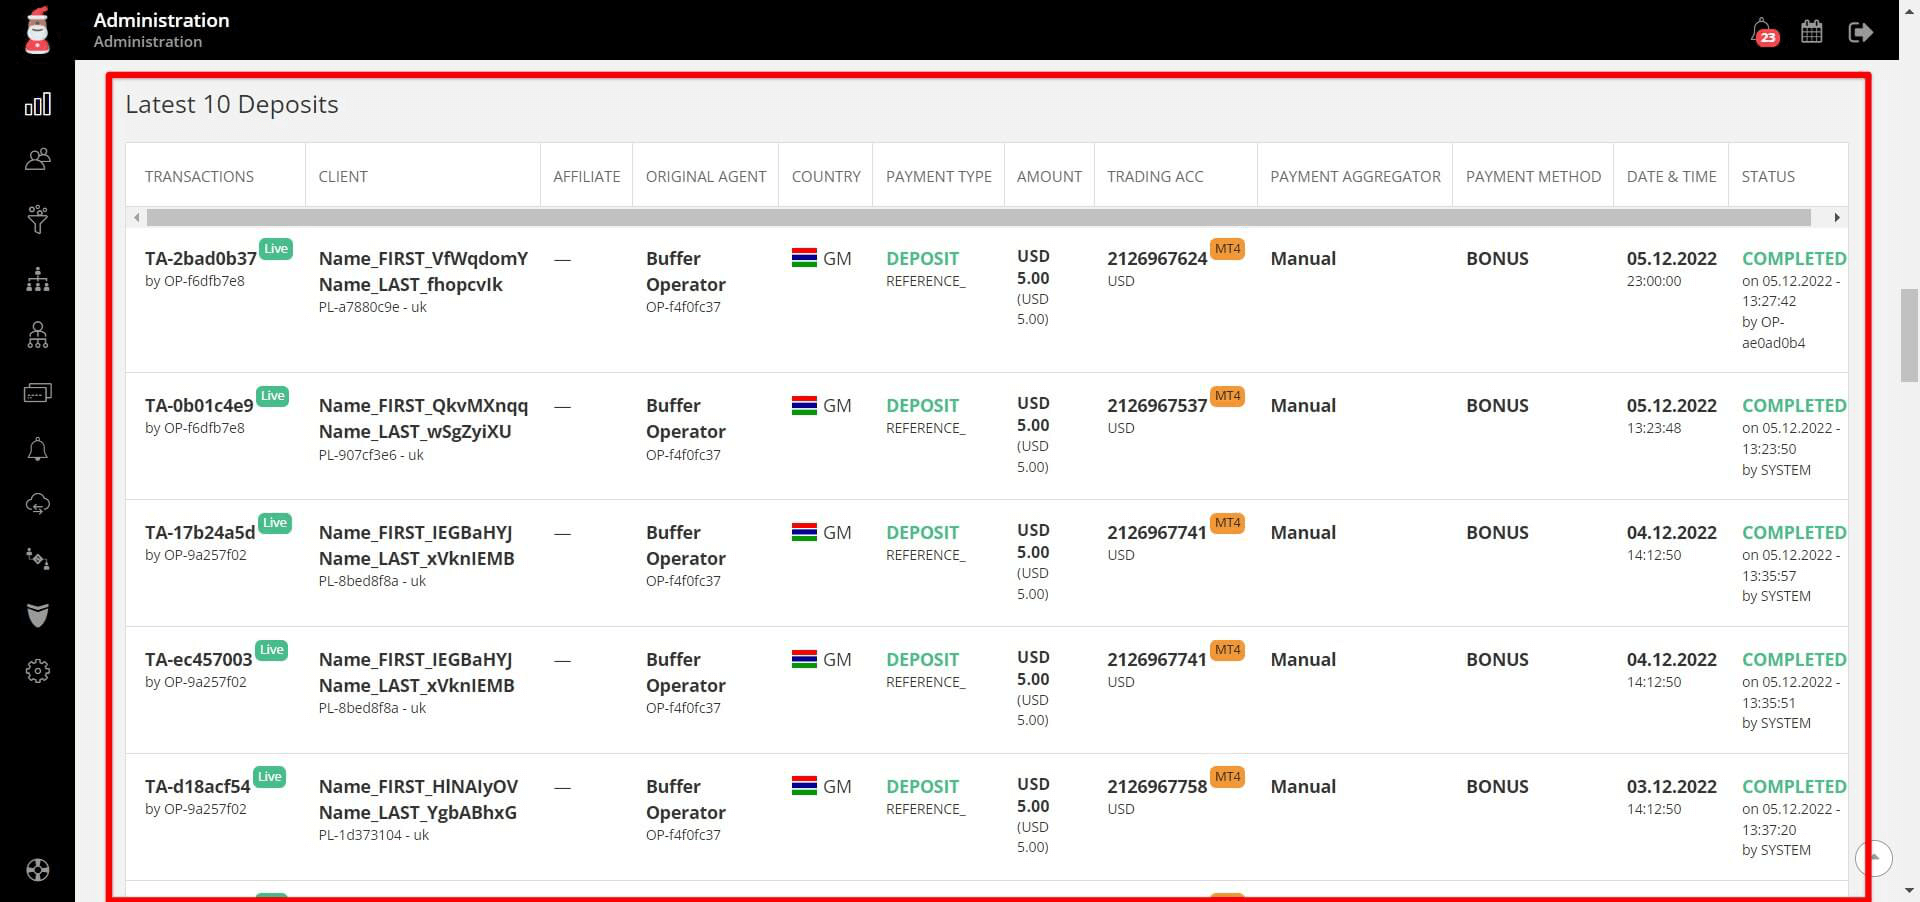 Administration
Administration
23
Latest 10 Deposits
TRANSACTIONS CLIENT AFFILIATE ORIGINAL AGENT COUNTRY PAYMENT TYPE AMOUNT TRADING ACC PAYMENT AGGREGATOR PAYMENT METHOD DATE & TIME STATUS
TA-2bad0b37 Live Name_FIRST_VfWqdomY — Buffer GM DEPOSIT USD 2126967624 MT4 Manual BONUS 05.12.2022 COMPLETED
by OP-f6dfb7e8 Name_LAST_fhopcvIk Operator REFERENCE_ 5.00 USD 23:00:00 on 05.12.2022 -
PL-a7880c9e - uk OP-f4f0fc37 (USD 13:27:42
5.00) by OP-
ae0ad0b4
TA-0b01c4e9 Live Name_FIRST_QkvMXnqq — Buffer GM DEPOSIT USD 2126967537 MT4 Manual BONUS 05.12.2022 COMPLETED
by OP-f6dfb7e8 Name_LAST_wSgZyiXU Operator REFERENCE_ 5.00 USD 13:23:48 on 05.12.2022 -
PL-907cf3e6 - uk OP-f4f0fc37 (USD 13:23:50
5.00) by SYSTEM
TA-17b24a5d Live Name_FIRST_IEGBaHYJ — Buffer GM DEPOSIT USD 2126967741 MT4 Manual BONUS 04.12.2022 COMPLETED
by OP-9a257f02 Name_LAST_xVknIEMB Operator REFERENCE_ 5.00 USD 14:12:50 on 05.12.2022 -
PL-8bed8f8a - uk OP-f4f0fc37 (USD 13:35:57
5.00) by SYSTEM
TA-ec457003 Live Name_FIRST_IEGBaHYJ — Buffer GM DEPOSIT USD 2126967741 MT4 Manual BONUS 04.12.2022 COMPLETED
by OP-9a257f02 Name_LAST_xVknIEMB Operator REFERENCE_ 5.00 USD 14:12:50 on 05.12.2022 -
PL-8bed8f8a - uk OP-f4f0fc37 (USD 13:35:51
5.00) by SYSTEM
TA-d18acf54 Live Name_FIRST_HlNAIyOV — Buffer GM DEPOSIT USD 2126967758 MT4 Manual BONUS 03.12.2022 COMPLETED
by OP-9a257f02 Name_LAST_YgbABhxG Operator REFERENCE_ 5.00 USD 14:12:50 on 05.12.2022 -
PL-1d373104 - uk OP-f4f0fc37 (USD 13:37:20
5.00) by SYSTEM